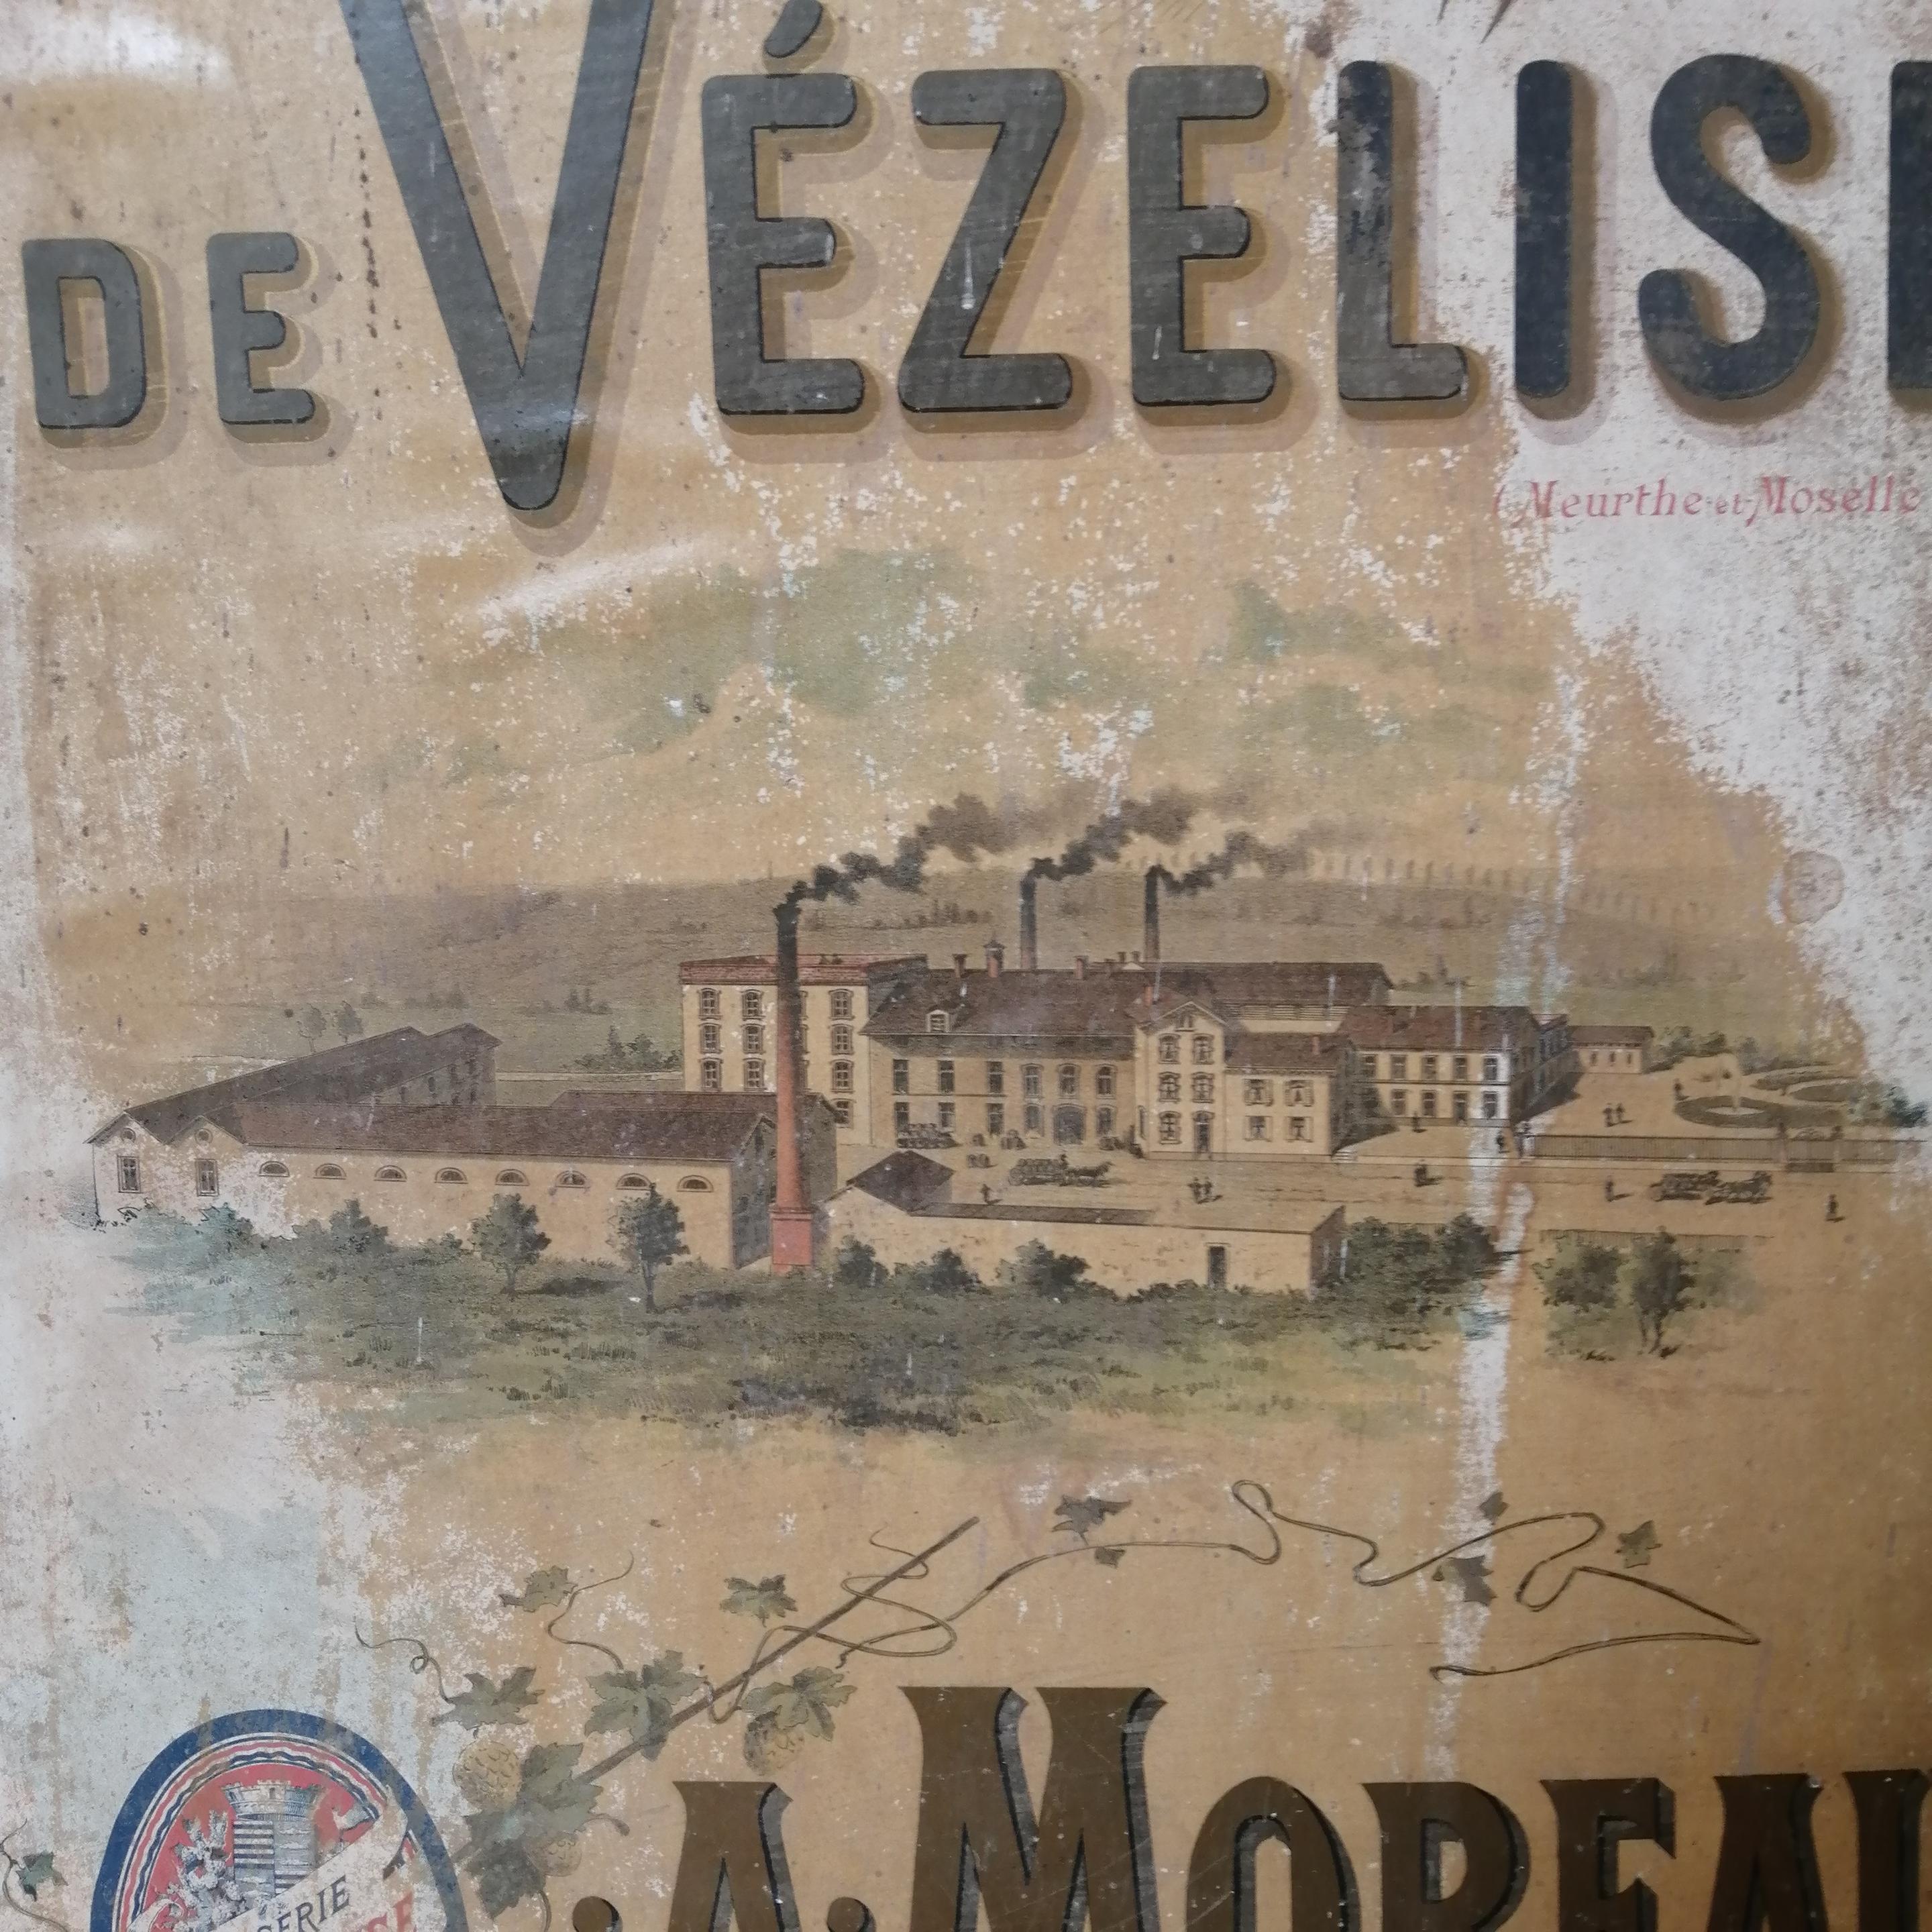 DE VÉZELISE
(Meurthe-et-Moselle
A. MOREAU